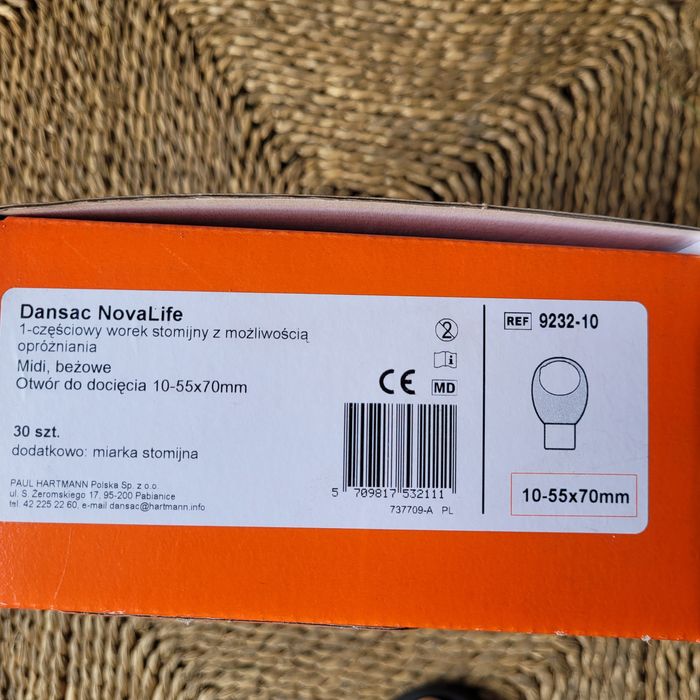 Dansac NovaLife
1-częściowy worek stomijny z możliwością
opróżniania
Midi, beżowe
Otwór do docięcia 10-55x70mm
30 szt.
dodatkowo: miarka stomijna
PAUL HARTMANN Polska Sp. z o.o.
ul. S. Żeromskiego 17, 95-200 Pabianice
tel. 42 225 22 60, e-mail dansac@hartmann.info
2
i
CE MD
5 709817 532111
737709-A PL
REF 9232-10
10-55x70mm